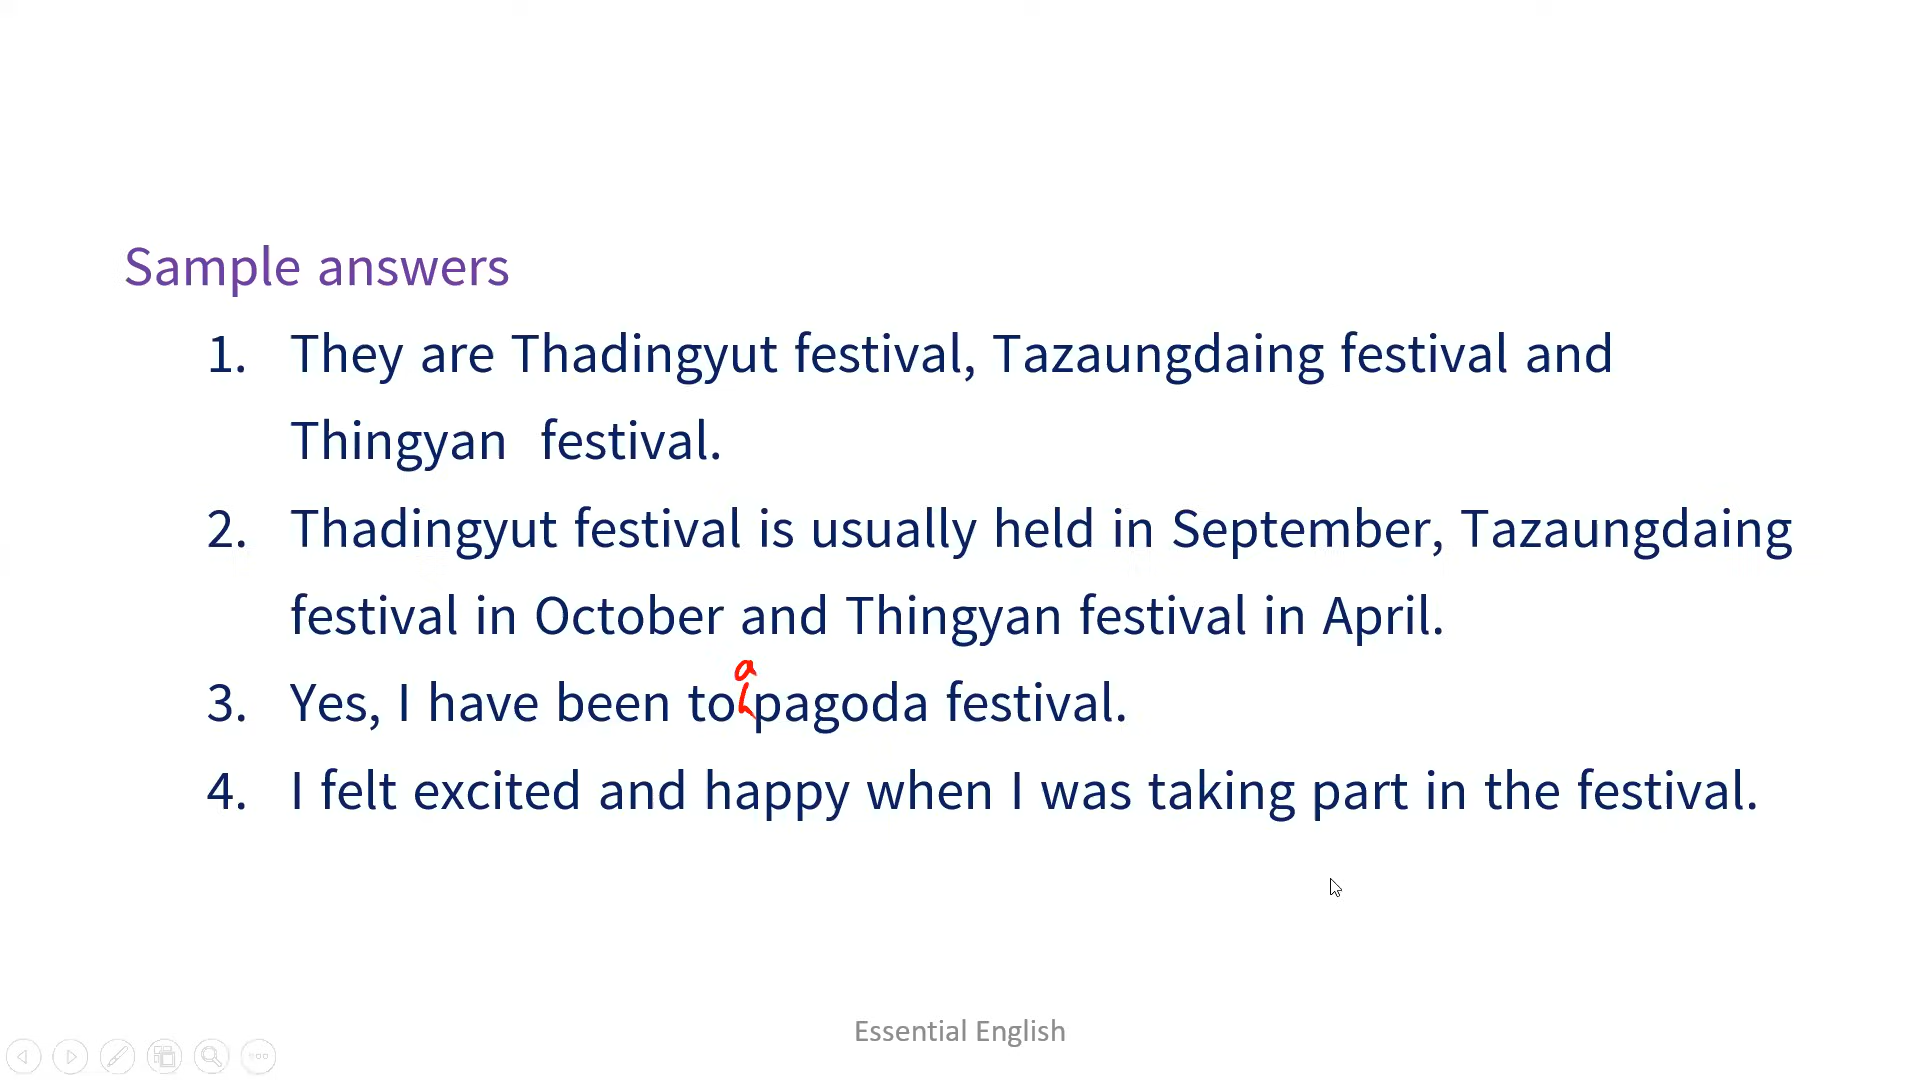 Sample answers
1. They are Thadingyut festival, Tazaungdaing festival and
Thingyan festival.
2. Thadingyut festival is usually held in September, Tazaungdaing
festival in October and Thingyan festival in April.
a
3. Yes, I have been to pagoda festival.
4. I felt excited and happy when I was taking part in the festival.
Essential English